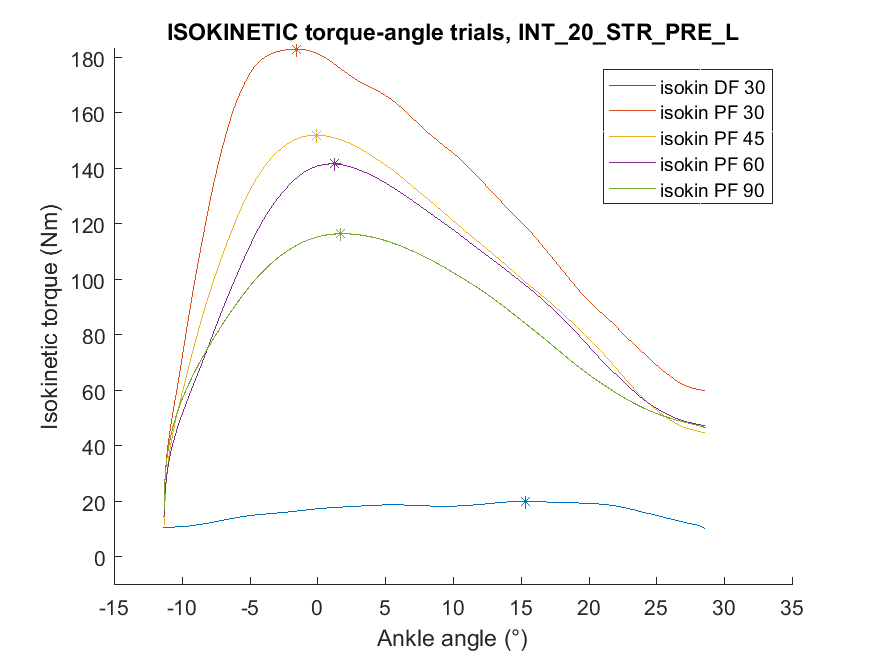 ISOKINETIC torque-angle trials, INT_20_STR_PRE_L
180
160
140
120
100
80
60
40
20
0
Isokinetic torque (Nm)
isokin DF 30
isokin PF 30
isokin PF 45
isokin PF 60
isokin PF 90
-15 -10 -5 0 5 10 15 20 25 30 35
Ankle angle (°)